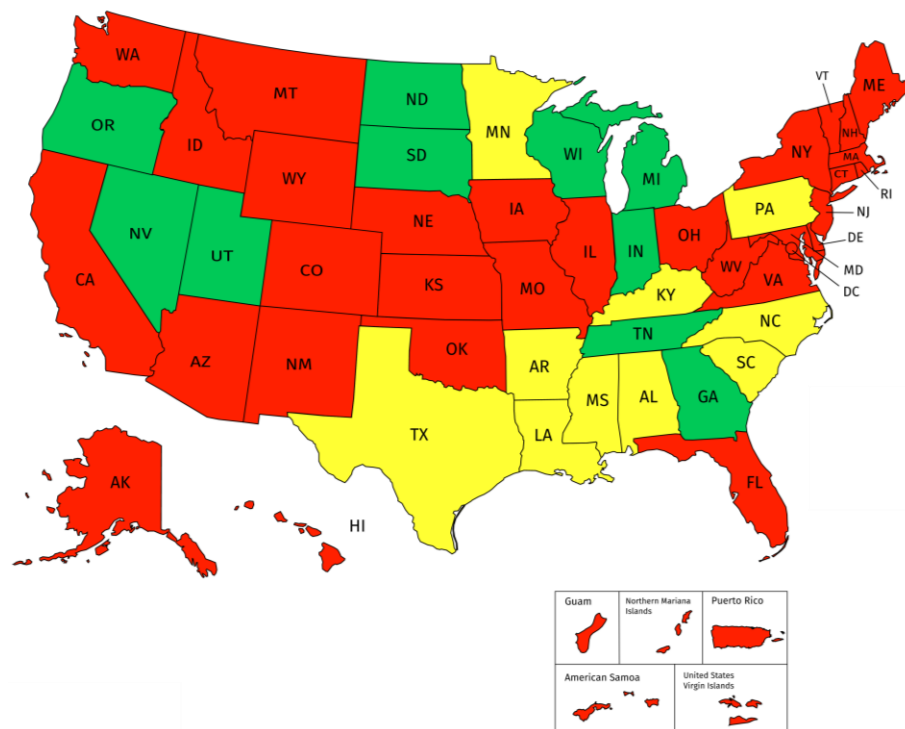 WA
MT
ND
MN
VT
ME
OR
ID
SD
WI
MI
NY
NH
MA
CT
RI
WY
NE
IA
PA
NJ
NV
UT
CO
IL
IN
OH
DE
CA
KS
MO
WV
VA
MD
KY
DC
AZ
NM
OK
TN
NC
AR
SC
TX
LA
MS
AL
GA
FL
AK
HI
Guam
Northern Mariana
Islands
Puerto Rico
American Samoa
United States
Virgin Islands